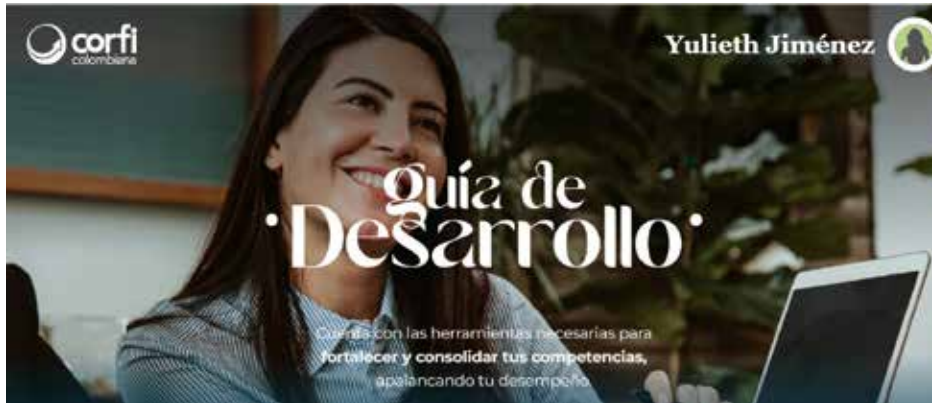 corfi
colombiana
Yulieth Jiménez
guía de
Desarrollo
Cuenta con las herramientas necesarias para
fortalecer y consolidar tus competencias,
apalancando tu desempeño